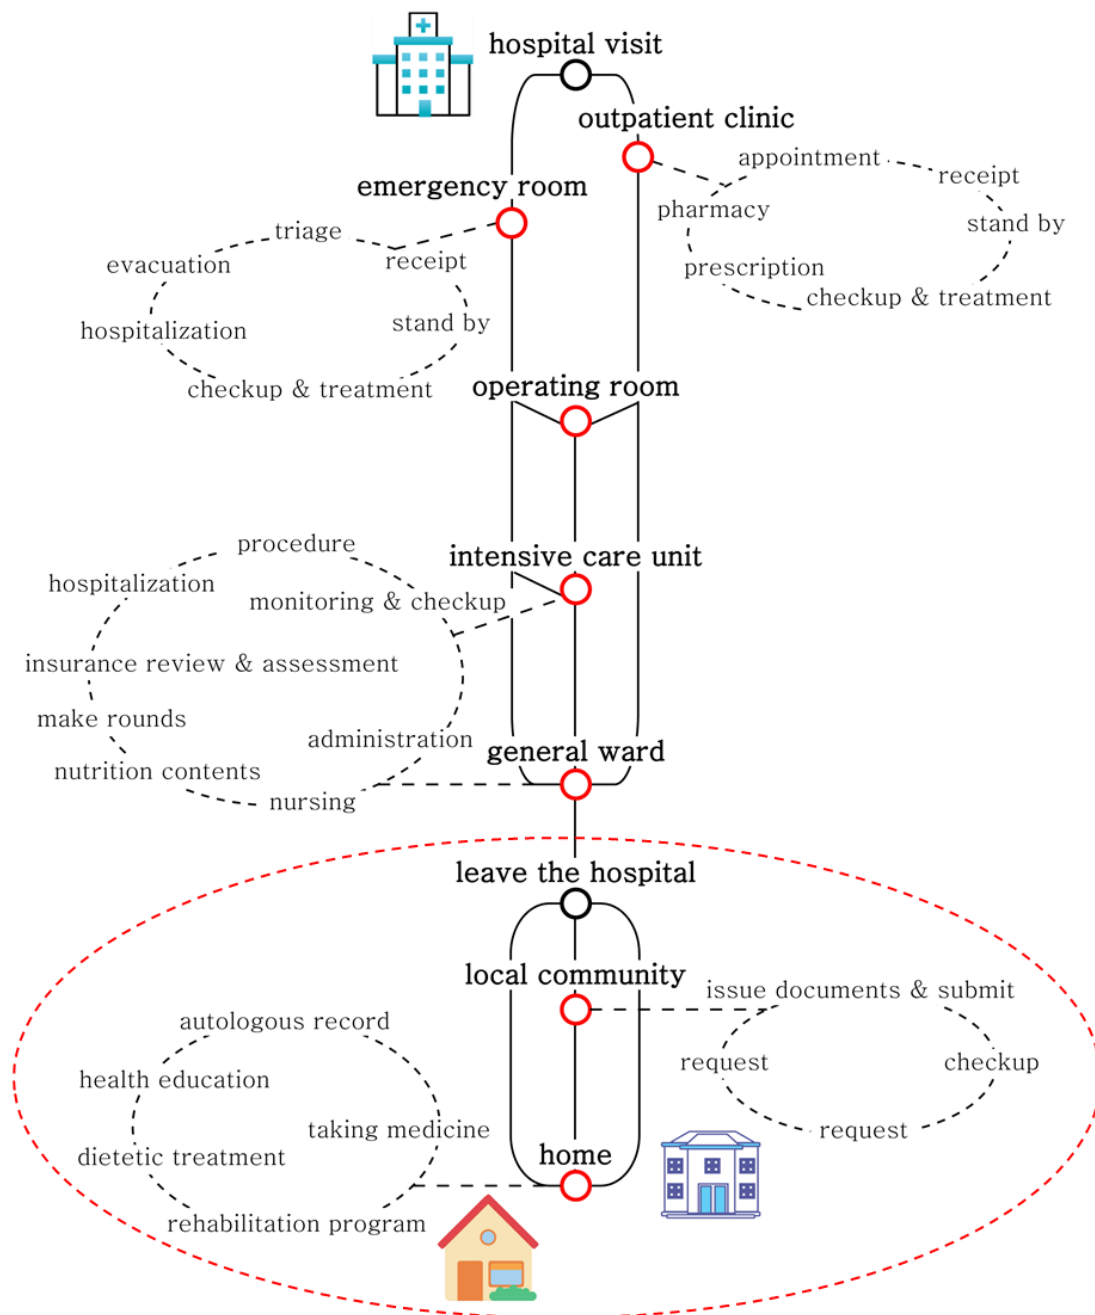 hospital visit
outpatient clinic
appointment
receipt
emergency room
pharmacy
stand by
triage
receipt
evacuation
prescription
checkup & treatment
stand by
hospitalization
checkup & treatment
operating room
procedure
intensive care unit
hospitalization
monitoring & checkup
insurance review & assessment
make rounds
administration
general ward
nutrition contents
nursing
leave the hospital
local community
issue documents & submit
autologous record
request
checkup
health education
taking medicine
request
dietetic treatment
home
rehabilitation program